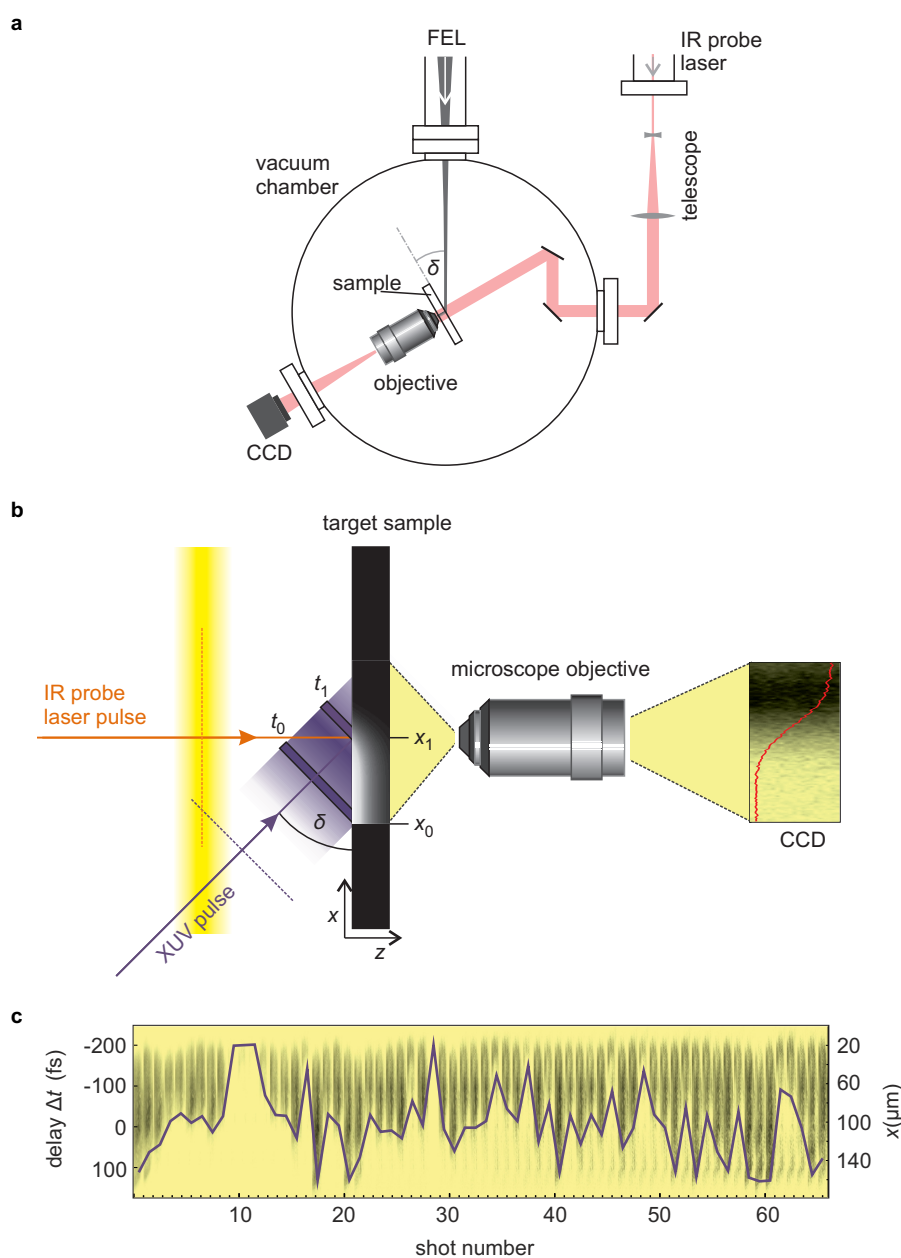 a
FEL
IR probe
laser
vacuum
chamber
telescope
δ
sample
objective
CCD
b
target sample
microscope objective
IR probe
laser pulse
t1
t0
x1
x0
δ
CCD
XUV pulse
x
z
c
delay Δt (fs)
-200
-100
0
100
20
60
100
140
x(μm)
10
20
30
40
50
60
shot number